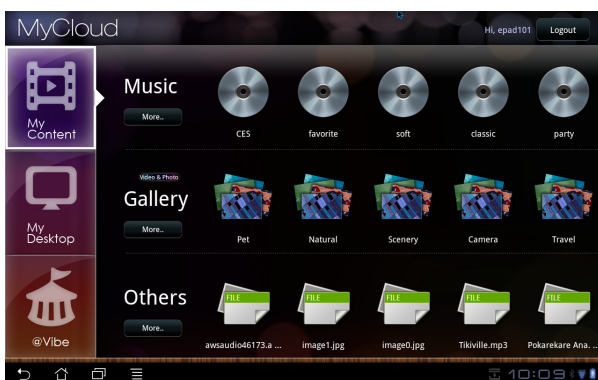 MyCloud
Hi, epad101
Logout
My
Content
My
Desktop
@Vibe
Music
More..
CES
favorite
soft
classic
party
Video & Photo
Gallery
More..
Pet
Natural
Scenery
Camera
Travel
Others
More..
FILE
FILE
FILE
FILE
FILE
awsaudio46173.a ...
image1.jpg
image0.jpg
Tikiville.mp3
Pokarekare Ana. ..
10:09